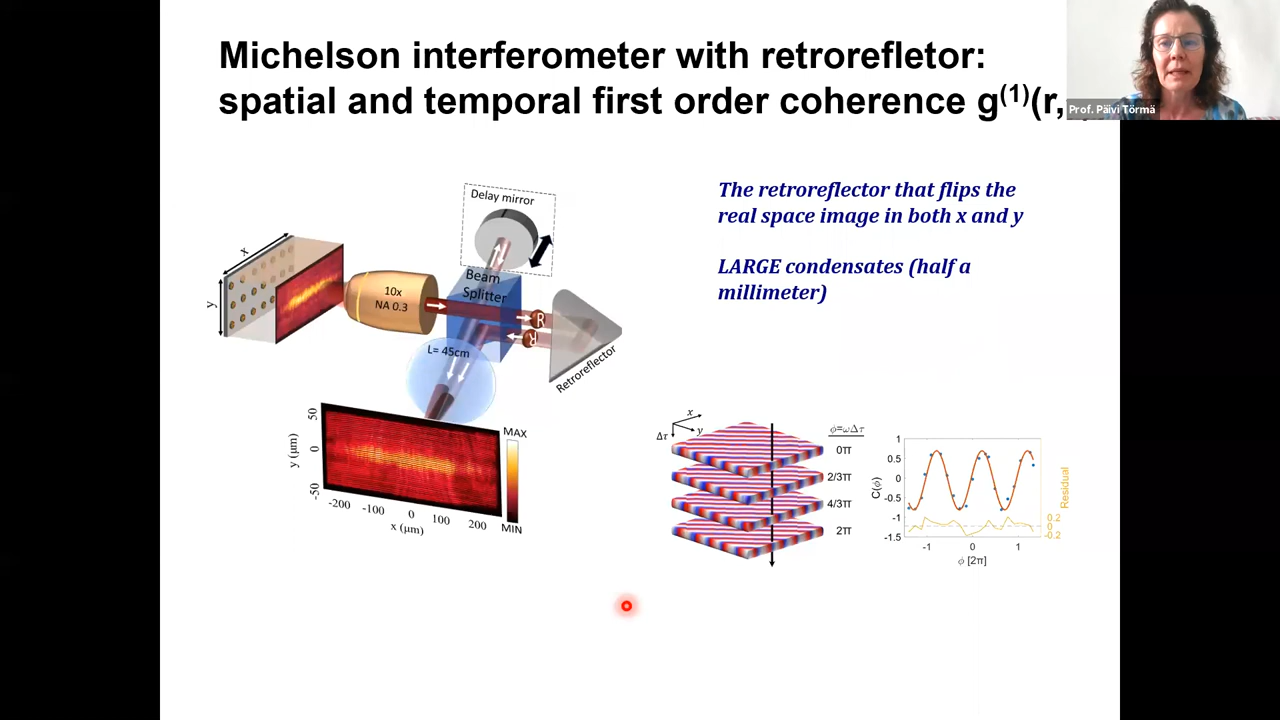 Michelson interferometer with retrorefletor:
spatial and temporal first order coherence g(1)(r,
Prof. Päivi Törmä
The retroreflector that flips the
real space image in both x and y
LARGE condensates (half a
millimeter)
Delay mirror
x
y
10x
NA 0.3
Beam
Splitter
R
R
L= 45cm
Retroreflector
50
0
-50
y (μm)
-200
-100
0
100
200
x (μm)
MAX
MIN
x
y
Δτ
ϕ=ωΔτ
0π
2/3π
4/3π
2π
1
0.5
0
-0.5
-1
-1.5
C(ϕ)
-1
0
1
ϕ [2π]
0.2
0
-0.2
Residual